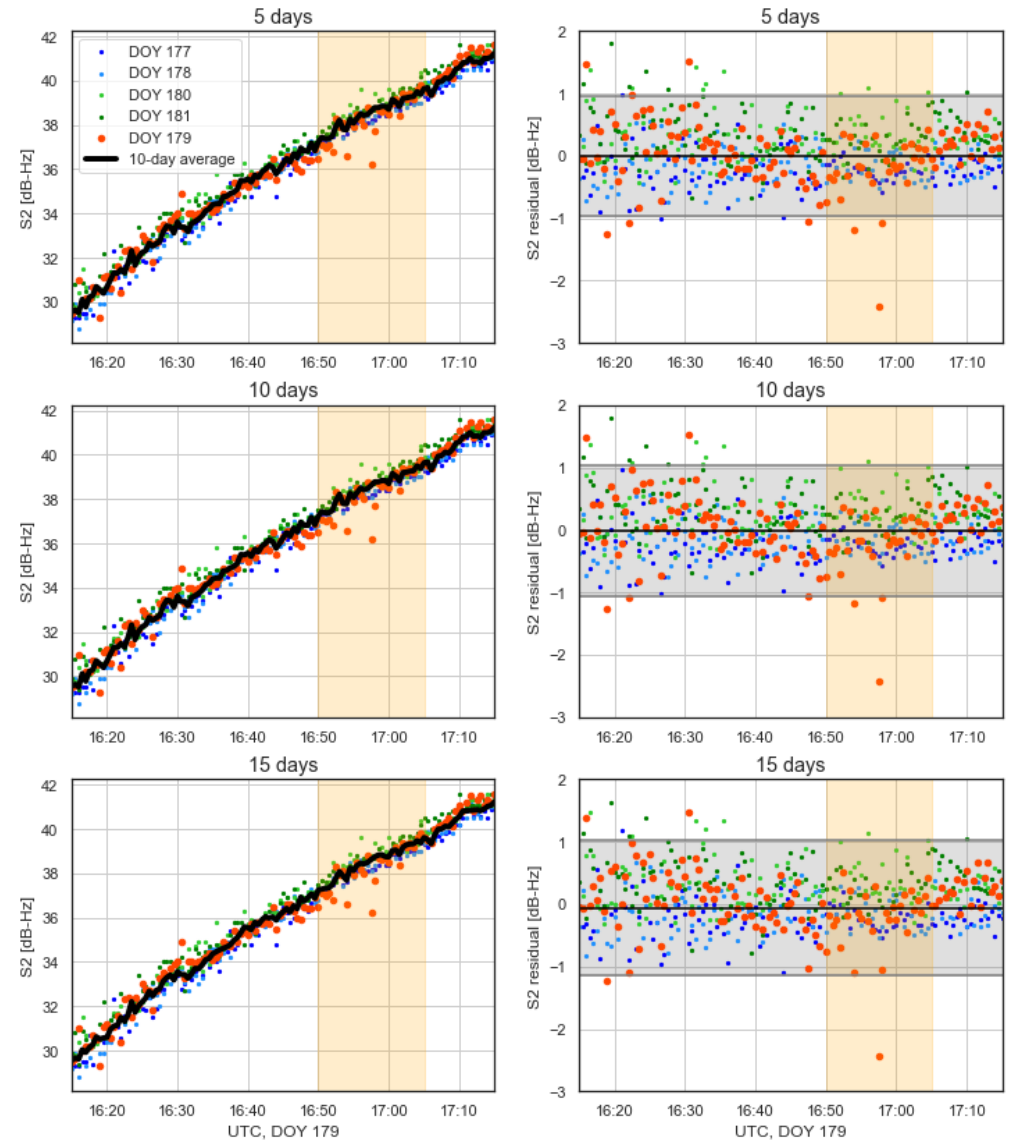 5 days
42
40
38
36
34
32
30
S2 [dB-Hz]
DOY 177
DOY 178
DOY 180
DOY 181
DOY 179
10-day average
16:20 16:30 16:40 16:50 17:00 17:10
5 days
2
1
0
−1
−2
−3
S2 residual [dB-Hz]
16:20 16:30 16:40 16:50 17:00 17:10
10 days
42
40
38
36
34
32
30
S2 [dB-Hz]
16:20 16:30 16:40 16:50 17:00 17:10
10 days
2
1
0
−1
−2
−3
S2 residual [dB-Hz]
16:20 16:30 16:40 16:50 17:00 17:10
15 days
42
40
38
36
34
32
30
S2 [dB-Hz]
16:20 16:30 16:40 16:50 17:00 17:10
UTC, DOY 179
15 days
2
1
0
−1
−2
−3
S2 residual [dB-Hz]
16:20 16:30 16:40 16:50 17:00 17:10
UTC, DOY 179